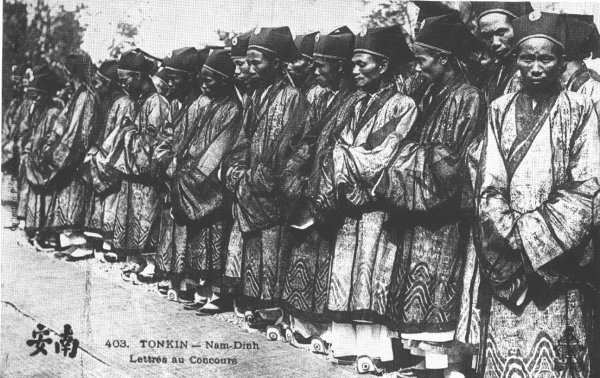 安南
403. TONKIN — Nam-Dinh
Lettrés au Concours